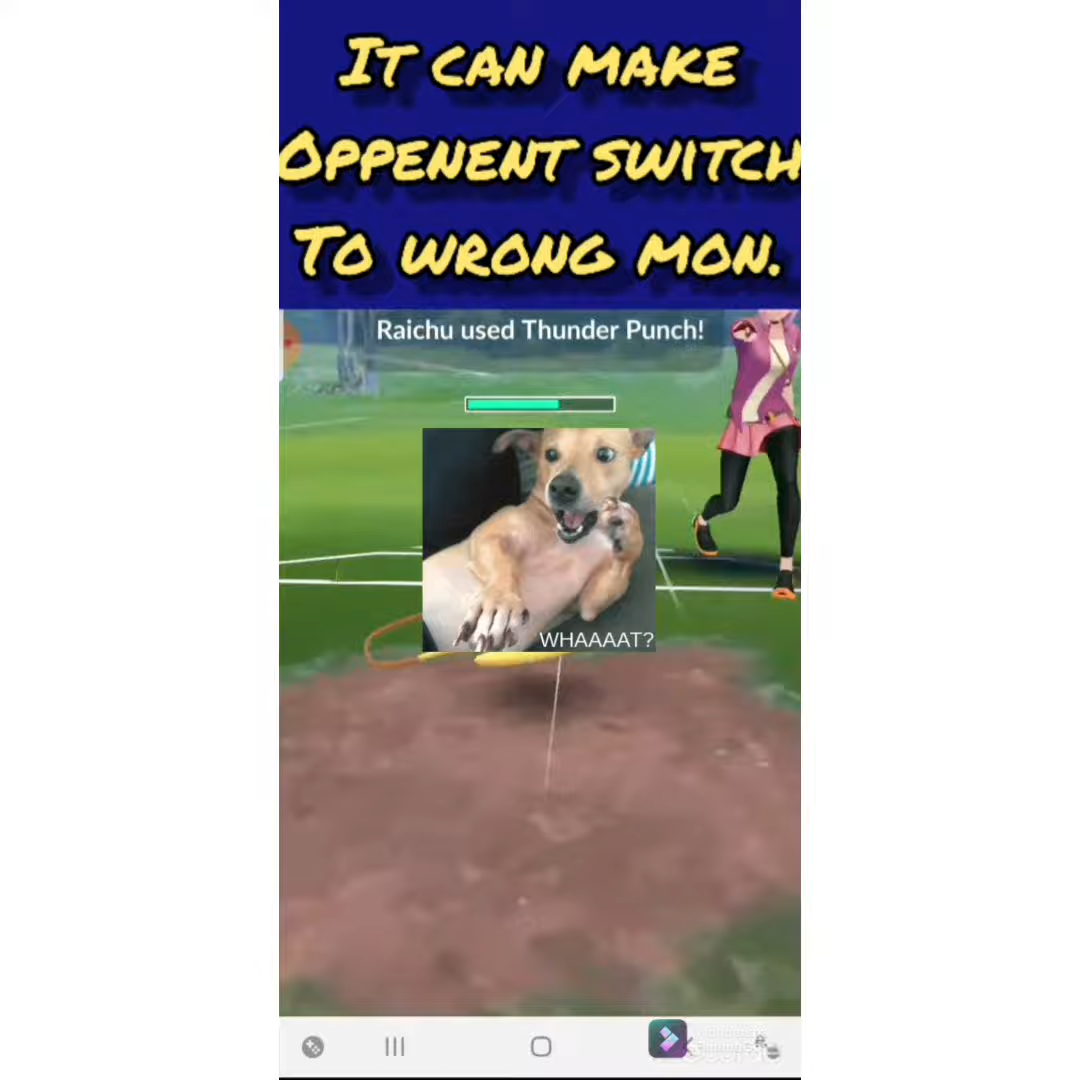 It can make
Oppenent switch
To wrong mon.
Raichu used Thunder Punch!
WHAAAAT?